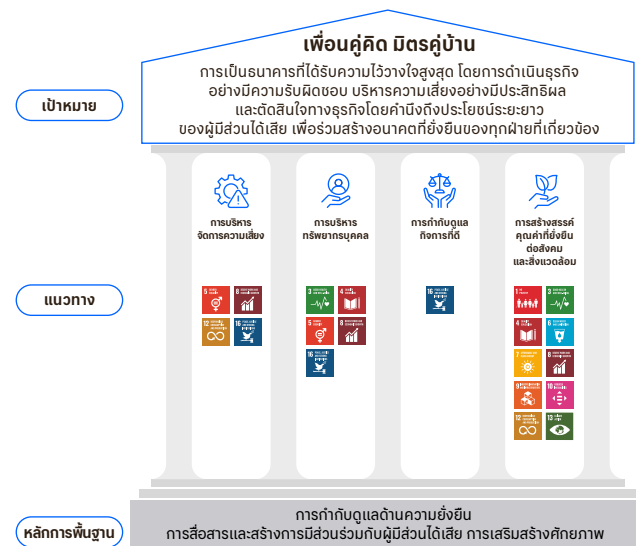 เพื่อนคู่คิด มิตรคู่บ้าน
เป้าหมาย
การเป็นธนาคารที่ได้รับความไว้วางใจสูงสุด โดยการดำเนินธุรกิจ
อย่างมีความรับผิดชอบ บริหารความเสี่ยงอย่างมีประสิทธิผล
และตัดสินใจทางธุรกิจโดยคำนึงถึงประโยชน์ระยะยาว
ของผู้มีส่วนได้เสีย เพื่อร่วมสร้างอนาคตที่ยั่งยืนของทุกฝ่ายที่เกี่ยวข้อง
การบริหาร
จัดการความเสี่ยง
การบริหาร
ทรัพยากรบุคคล
การกำกับดูแล
กิจการที่ดี
การสร้างสรรค์
คุณค่าที่ยั่งยืน
ต่อสังคม
และสิ่งแวดล้อม
แนวทาง
5 8
12 16
3 4
5 8
16
16
1 3
4 6
7 8
9 10
12 15
หลักการพื้นฐาน
การกำกับดูแลด้านความยั่งยืน
การสื่อสารและสร้างการมีส่วนร่วมกับผู้มีส่วนได้เสีย การเสริมสร้างศักยภาพ